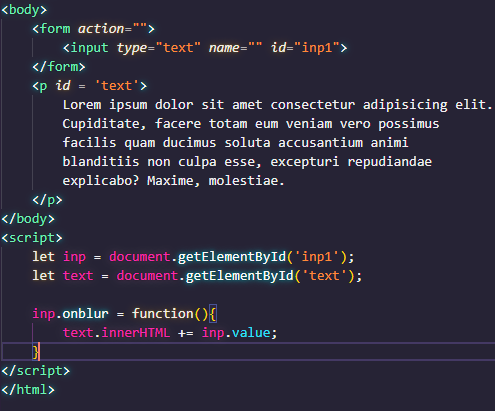 <body>
    <form action="">
        <input type="text" name="" id="inp1">
    </form>
    <p id = 'text'>
        Lorem ipsum dolor sit amet consectetur adipisicing elit.
        Cupiditate, facere totam eum veniam vero possimus
        facilis quam ducimus soluta accusantium animi
        blanditiis non culpa esse, excepturi repudiandae
        explicabo? Maxime, molestiae.
    </p>
</body>
<script>
    let inp = document.getElementById('inp1');
    let text = document.getElementById('text');

    inp.onblur = function(){
        text.innerHTML += inp.value;
    }
</script>
</html>